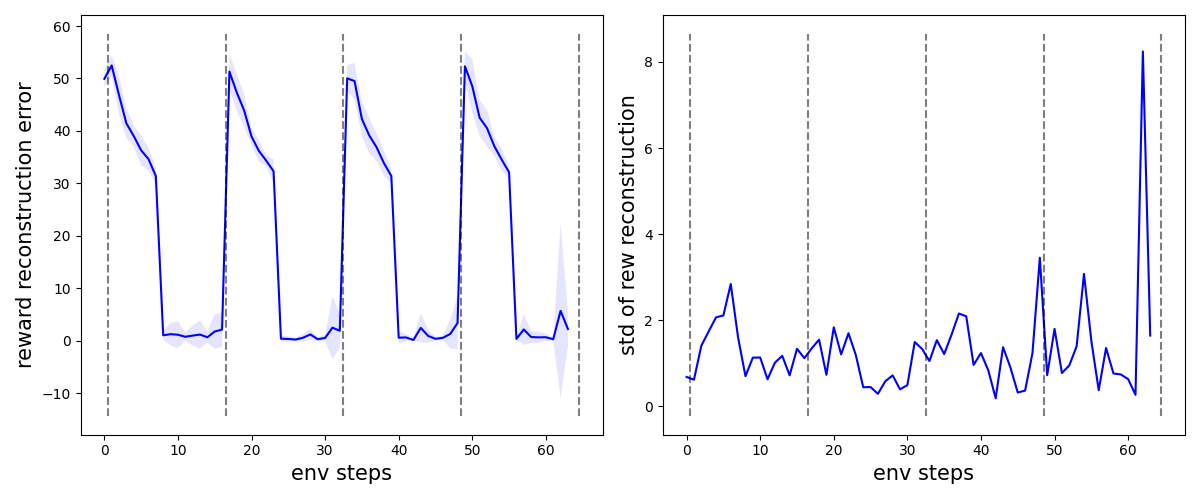 60
50
40
30
20
10
0
−10
reward reconstruction error
0 10 20 30 40 50 60
env steps
8
6
4
2
0
std of rew reconstruction
0 10 20 30 40 50 60
env steps